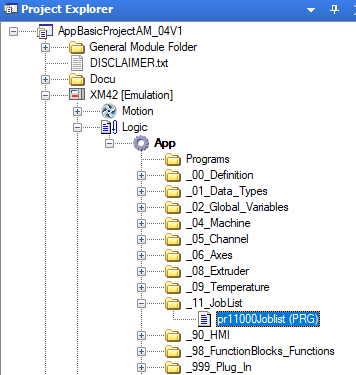 Project Explorer
AppBasicProjectAM_04V1
General Module Folder
DISCLAIMER.txt
Docu
XM42 [Emulation]
Motion
Logic
App
Programs
_00_Definition
_01_Data_Types
_02_Global_Variables
_04_Machine
_05_Channel
_06_Axes
_08_Extruder
_09_Temperature
_11_JobList
pr11000Joblist (PRG)
_90_HMI
_98_FunctionBlocks_Functions
_999_Plug_In